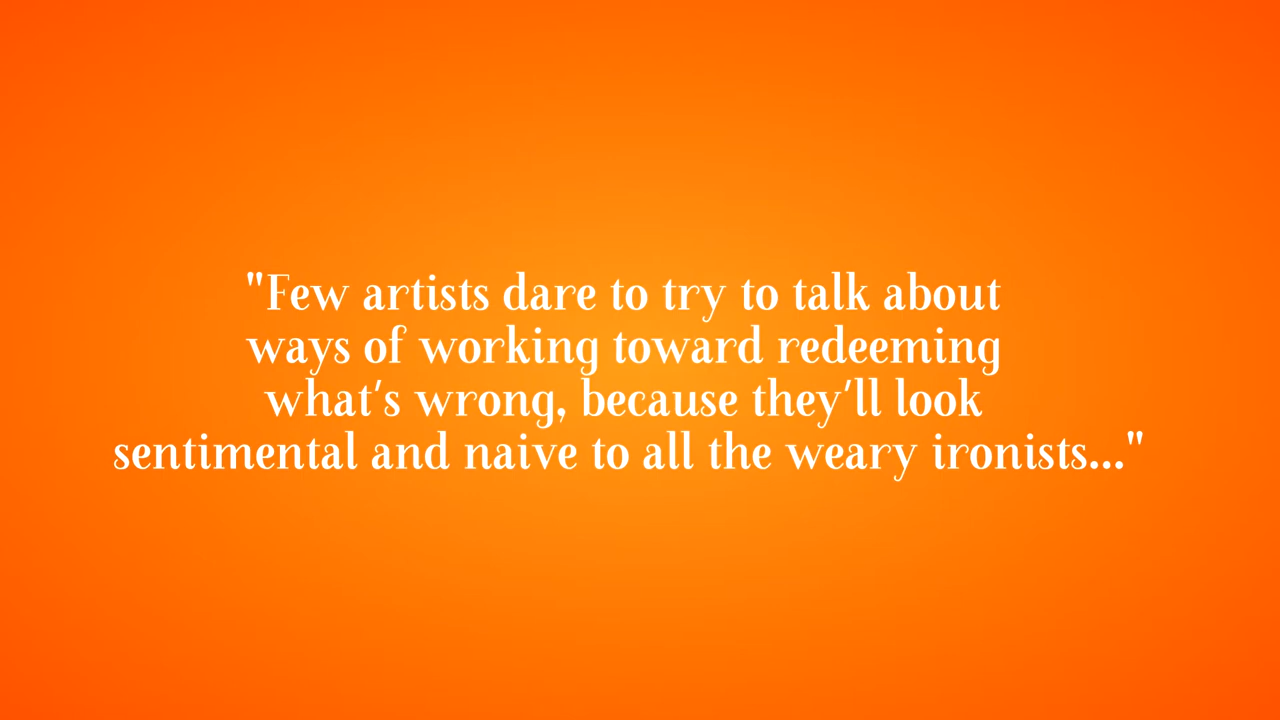 "Few artists dare to try to talk about
ways of working toward redeeming
what's wrong, because they'll look
sentimental and naive to all the weary ironists..."